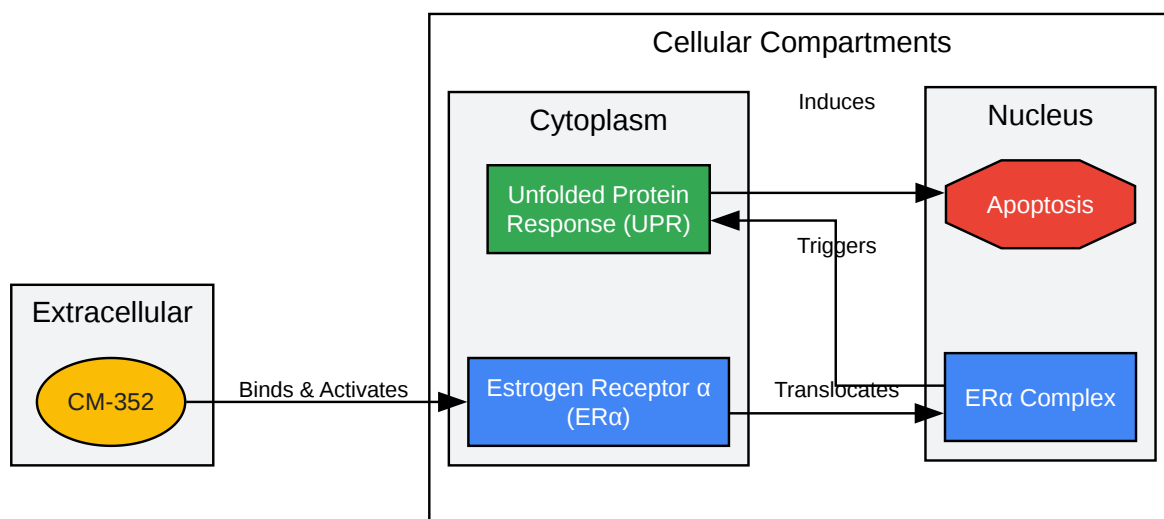 Cellular Compartments
Cytoplasm
Induces
Nucleus
Unfolded Protein
Response (UPR)
Apoptosis
Triggers
Extracellular
CM-352
Binds & Activates
Estrogen Receptor α
(ERα)
Translocates
ERα Complex